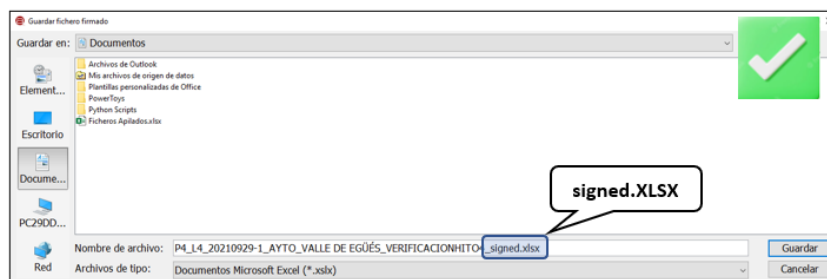 Guardar fichero firmado
Guardar en: Documentos
Archivos de Outlook
Mis archivos de origen de datos
Plantillas personalizadas de Office
PowerToys
Python Scripts
Ficheros Apilados.xlsx
Element...
Escritorio
Docume...
PC29DD...
Red
signed.XLSX
Nombre de archivo: P4_L4_20210929-1_AYTO_VALLE DE EGÜÉS_VERIFICACIONHITO4_signed.xlsx
Guardar
Archivos de tipo: Documentos Microsoft Excel (*.xslx)
Cancelar